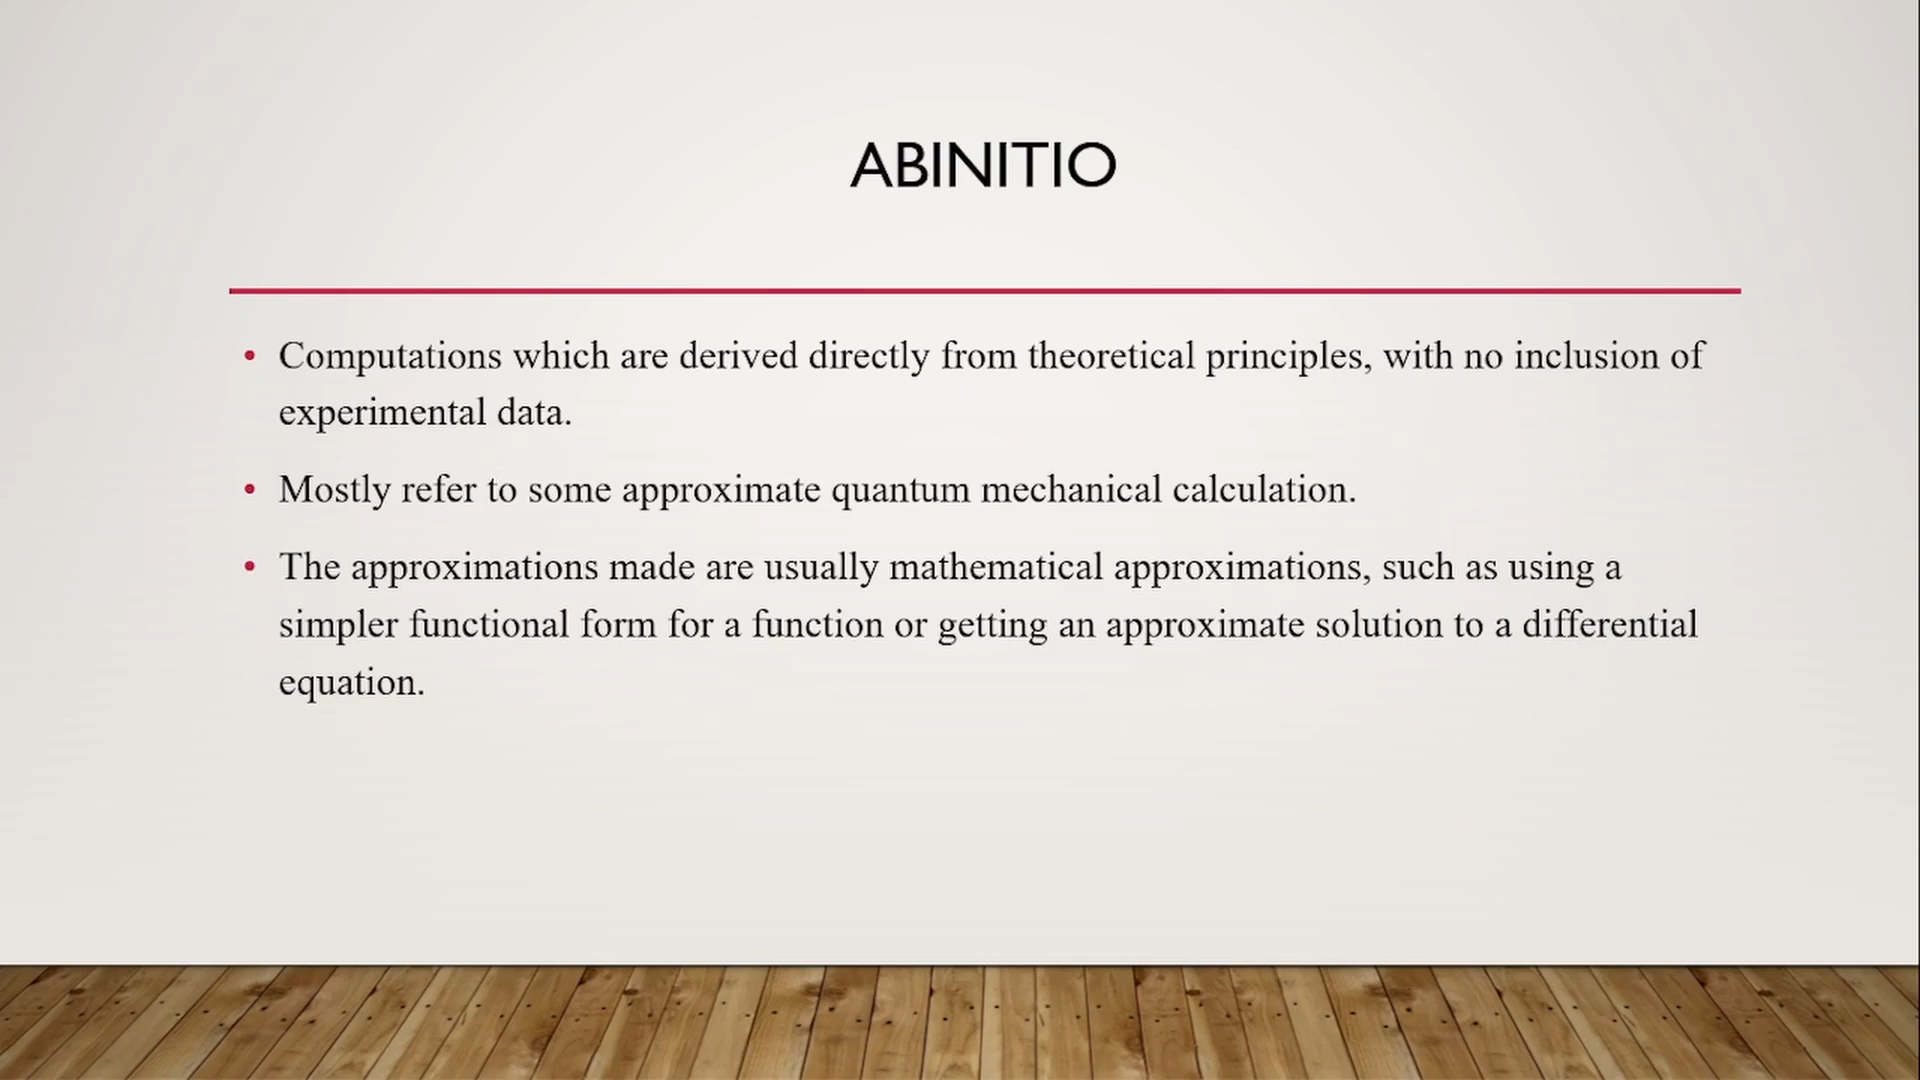 ABINITIO
• Computations which are derived directly from theoretical principles, with no inclusion of
experimental data.
• Mostly refer to some approximate quantum mechanical calculation.
• The approximations made are usually mathematical approximations, such as using a
simpler functional form for a function or getting an approximate solution to a differential
equation.